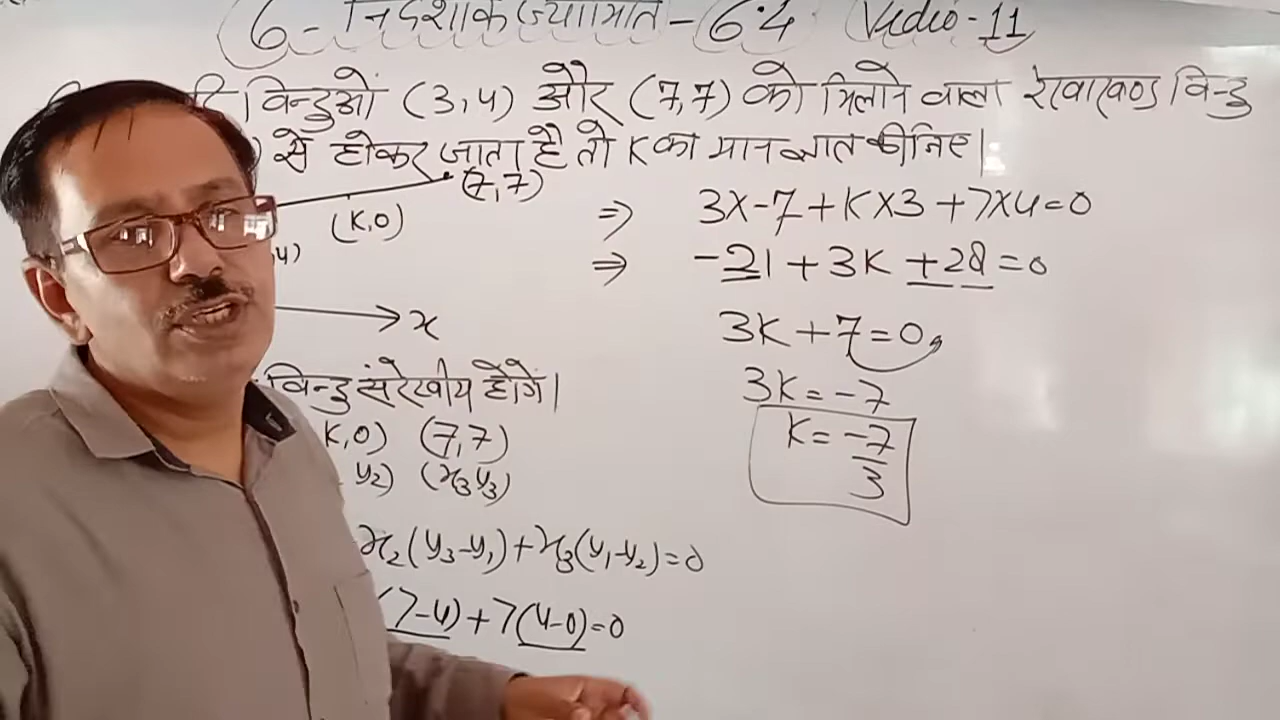 6- निर्देशांक ज्यामिति - 6.4 Vedio-11
बिन्दुओं (3,4) और (7,7) को मिलाने वाला रेखाखण्ड बिन्दु
) से होकर जाता है तो K का मान ज्ञात कीजिए।
(7,7)
(K,0)
,4)
x
बिन्दु संरेखीय होंगे।
K,0) (7,7)
y₂) (x₃y₃)
x₂(y₃-y₁)+x₃(y₁-y₂)=0
(7-4)+7(4-0)=0
⇒ 3×-7+K×3+7×4=0
⇒ -21+3K+28=0
3K+7=0
3K=-7
K=-7/3